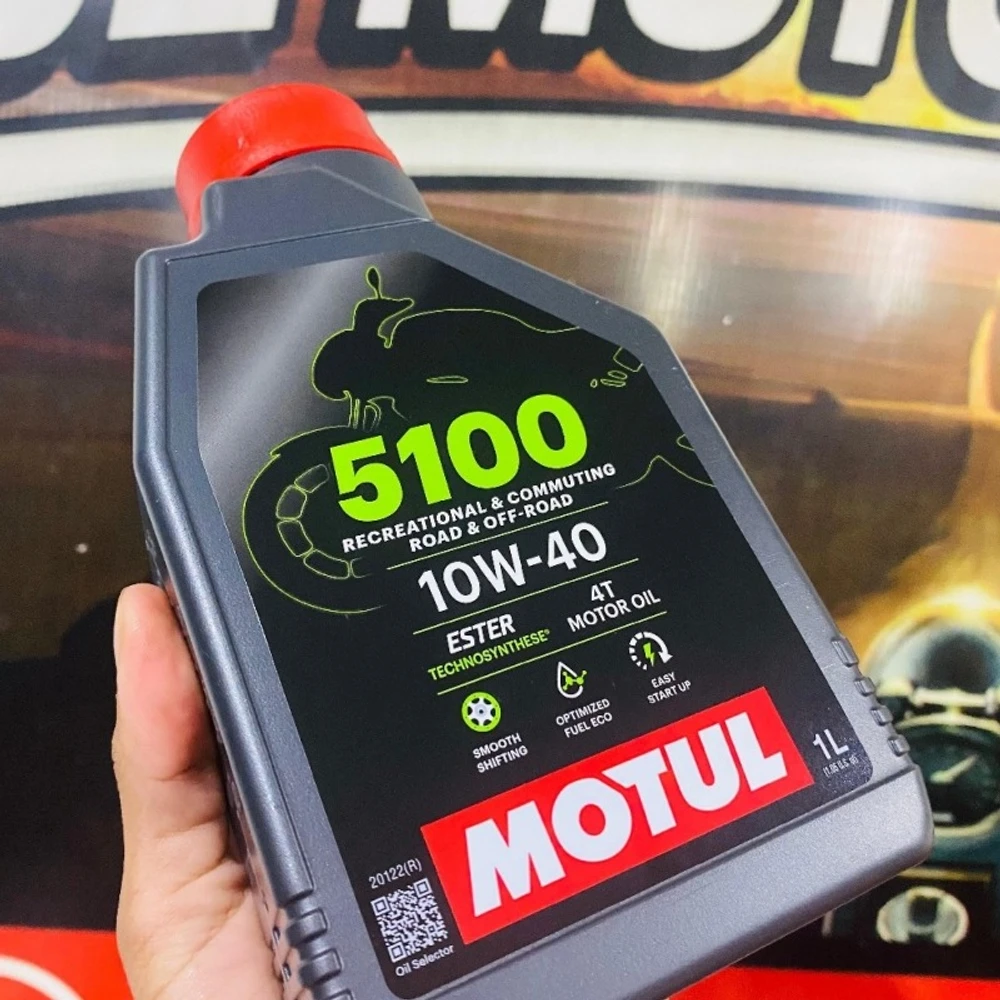 5100
RECREATIONAL & COMMUTING
ROAD & OFF-ROAD
10W-40
ESTER
TECHNOSYNTHESE®
4T
MOTOR OIL
SMOOTH
SHIFTING
OPTIMIZED
FUEL ECO
EASY
START UP
MOTUL
1L
20122(R)
Oil Selector